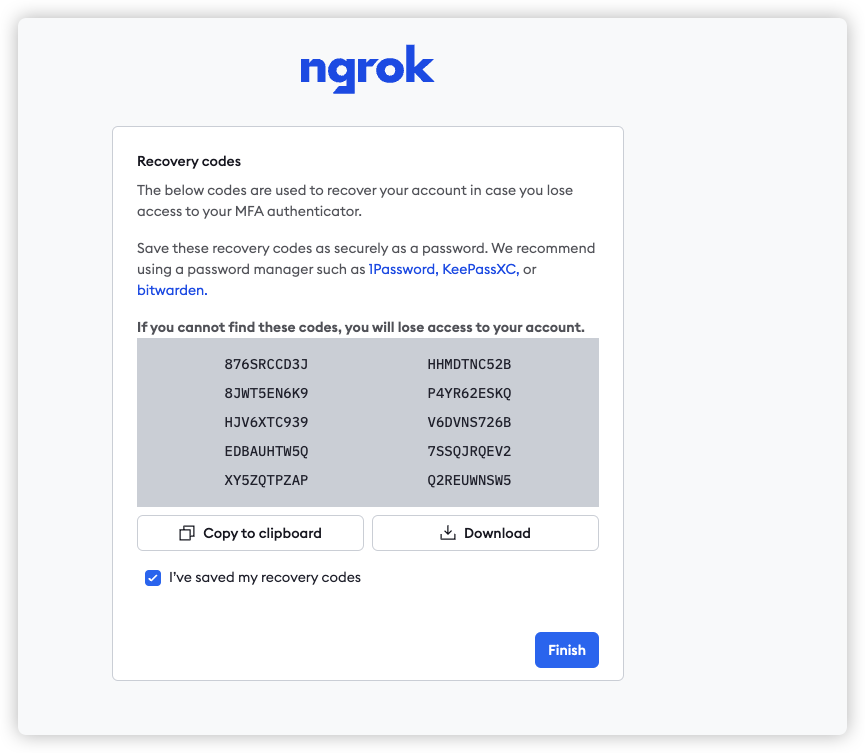 ngrok
Recovery codes
The below codes are used to recover your account in case you lose
access to your MFA authenticator.
Save these recovery codes as securely as a password. We recommend
using a password manager such as 1Password, KeePassXC, or
bitwarden.
If you cannot find these codes, you will lose access to your account.
876SRCCD3J HHMDTNC52B
8JWT5EN6K9 P4YR62ESKQ
HJV6XTC939 V6DVNS726B
EDBAUHTW5Q 7SSQJRQEV2
XY5ZQTPZAP Q2REUWNSW5
Copy to clipboard Download
I've saved my recovery codes
Finish